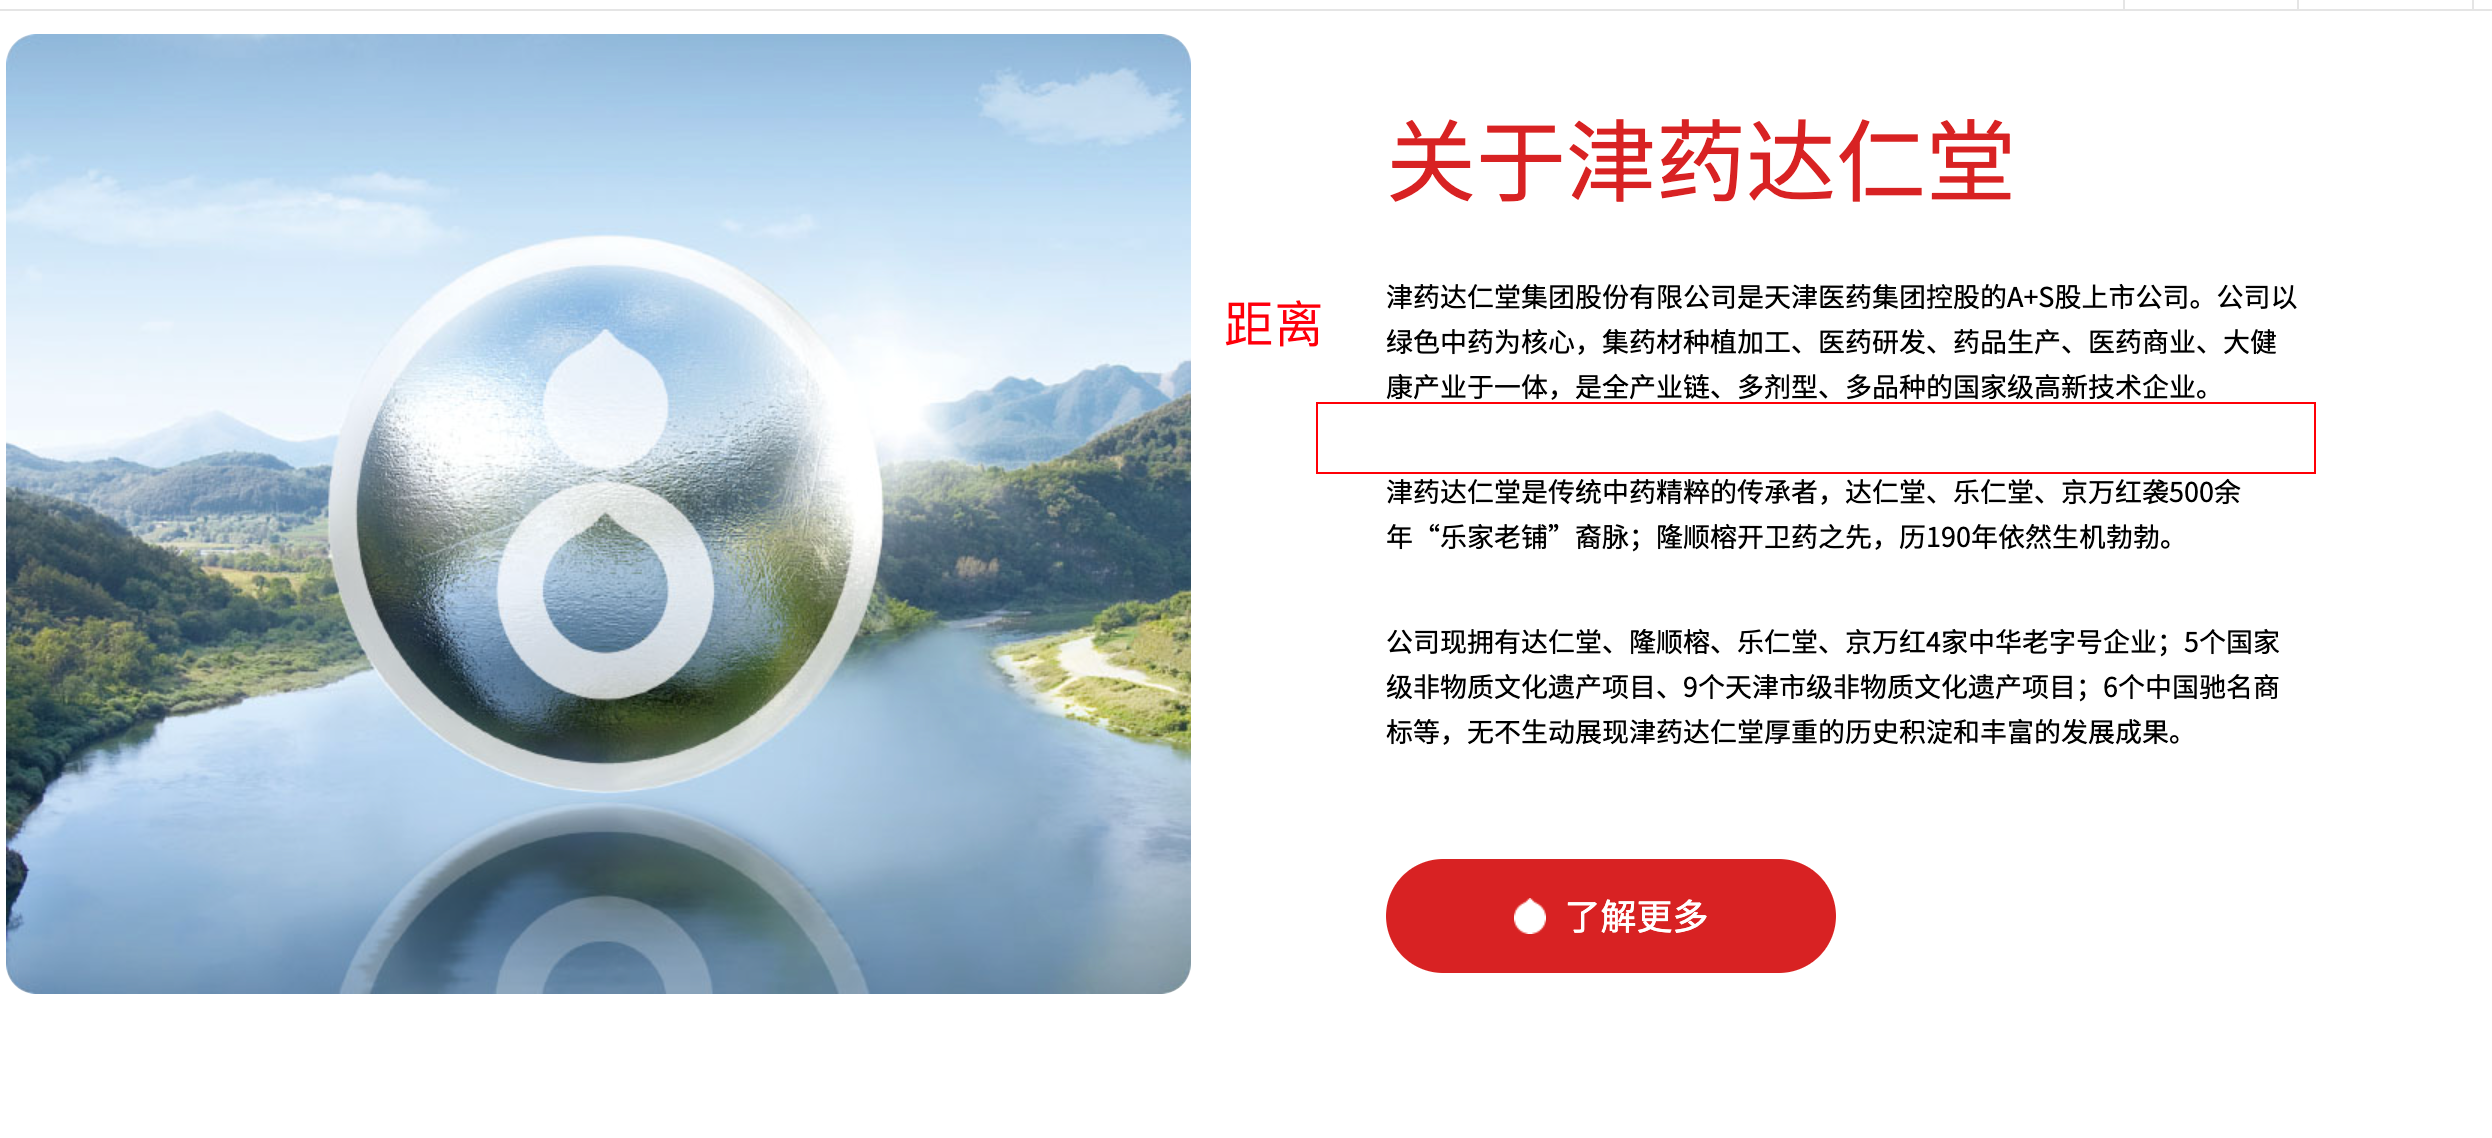 关于津药达仁堂
距离
津药达仁堂集团股份有限公司是天津医药集团控股的A+S股上市公司。公司以
绿色中药为核心，集药材种植加工、医药研发、药品生产、医药商业、大健
康产业于一体，是全产业链、多剂型、多品种的国家级高新技术企业。
津药达仁堂是传统中药精粹的传承者，达仁堂、乐仁堂、京万红袭500余
年“乐家老铺”裔脉；隆顺榕开卫药之先，历190年依然生机勃勃。
公司现拥有达仁堂、隆顺榕、乐仁堂、京万红4家中华老字号企业；5个国家
级非物质文化遗产项目、9个天津市级非物质文化遗产项目；6个中国驰名商
标等，无不生动展现津药达仁堂厚重的历史积淀和丰富的发展成果。
了解更多